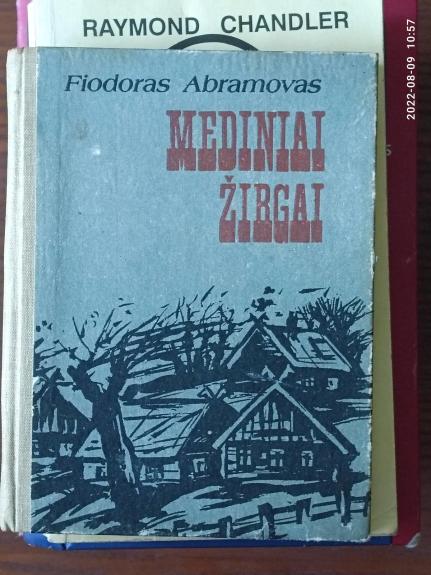 RAYMOND CHANDLER
Fiodoras Abramovas
MEDINIAI
ŽIRGAI
2022-08-09 10:57